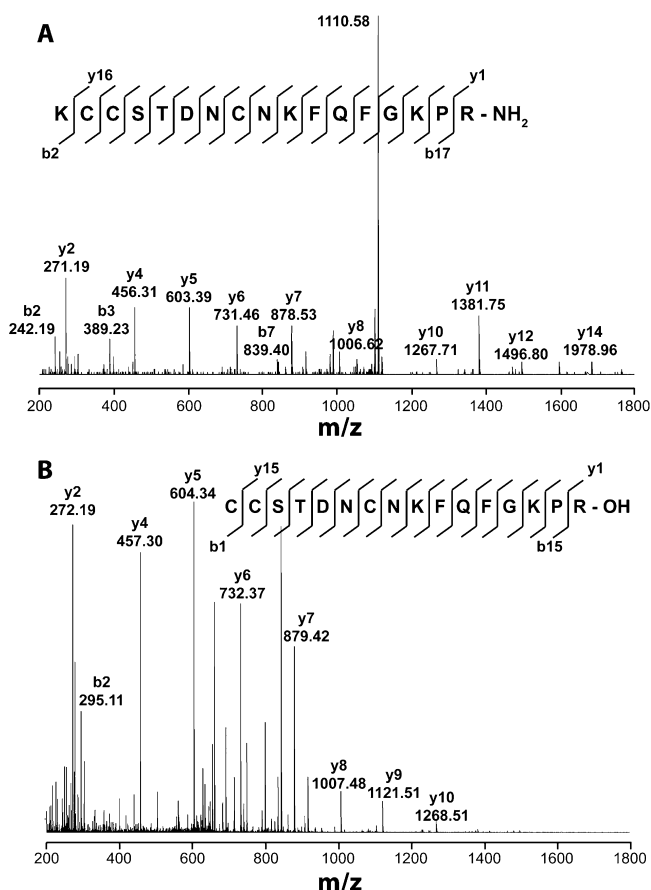 A
1110.58
y16
y1
K C C S T D N C N K F Q F G K P R - NH2
b2
b17
y2
271.19
b2
242.19
b3
389.23
y4
456.31
y5
603.39
y6
731.46
b7
839.40
y7
878.53
y8
1006.62
y10
1267.71
y11
1381.75
y12
1496.80
y14
1978.96
200 400 600 800 1000 1200 1400 1600 1800
m/z
B
y15
y1
C C S T D N C N K F Q F G K P R - OH
b1
b15
y2
272.19
b2
295.11
y4
457.30
y5
604.34
y6
732.37
y7
879.42
y8
1007.48
y9
1121.51
y10
1268.51
200 400 600 800 1000 1200 1400 1600 1800
m/z